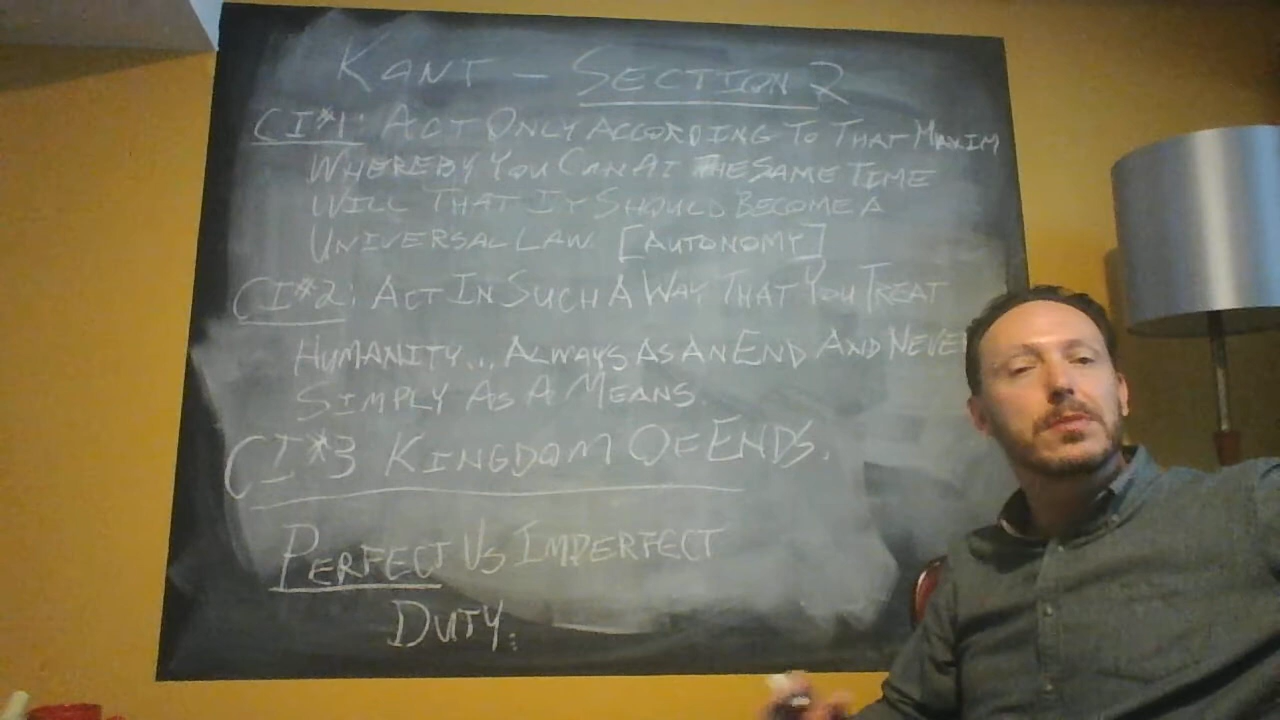 KANT - SECTION 2
CI#1: ACT ONLY ACCORDING TO THAT MAXIM
WHEREBY YOU CAN AT THE SAME TIME
WILL THAT IT SHOULD BECOME A
UNIVERSAL LAW. [AUTONOMY]
CI#2: ACT IN SUCH A WAY THAT YOU TREAT
HUMANITY... ALWAYS AS AN END AND NEVER
SIMPLY AS A MEANS.
CI#3 KINGDOM OF ENDS.
PERFECT VS IMPERFECT
DUTY: